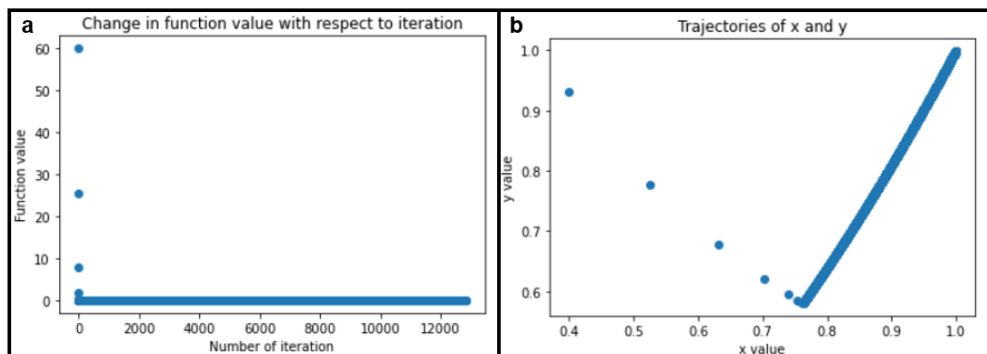 a
Change in function value with respect to iteration
60
50
40
30
20
10
0
Function value
0 2000 4000 6000 8000 10000 12000
Number of iteration
b
Trajectories of x and y
1.0
0.9
0.8
0.7
0.6
y value
0.4 0.5 0.6 0.7 0.8 0.9 1.0
x value